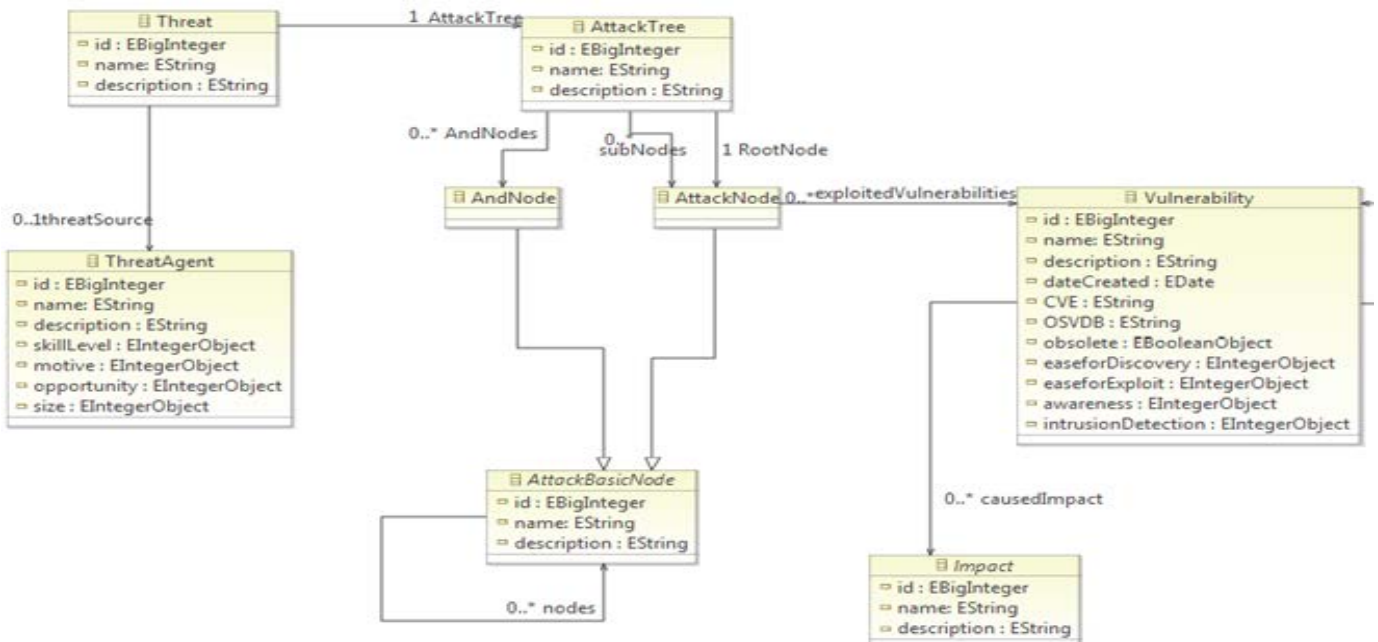 Threat
id : EBigInteger
name: EString
description : EString
1 AttackTree
AttackTree
id : EBigInteger
name: EString
description : EString
0..* AndNodes
0..*
subNodes
1 RootNode
AndNode
AttackNode
0..*exploitedVulnerabilities
Vulnerability
id : EBigInteger
name: EString
description : EString
dateCreated : EDate
CVE : EString
OSVDB : EString
obsolete : EBooleanObject
easeforDiscovery : EIntegerObject
easeforExploit : EIntegerObject
awareness : EIntegerObject
intrusionDetection : EIntegerObject
0..1threatSource
ThreatAgent
id : EBigInteger
name: EString
description : EString
skillLevel : EIntegerObject
motive : EIntegerObject
opportunity : EIntegerObject
size : EIntegerObject
AttackBasicNode
id : EBigInteger
name: EString
description : EString
0..* nodes
0..* causedImpact
Impact
id : EBigInteger
name: EString
description : EString